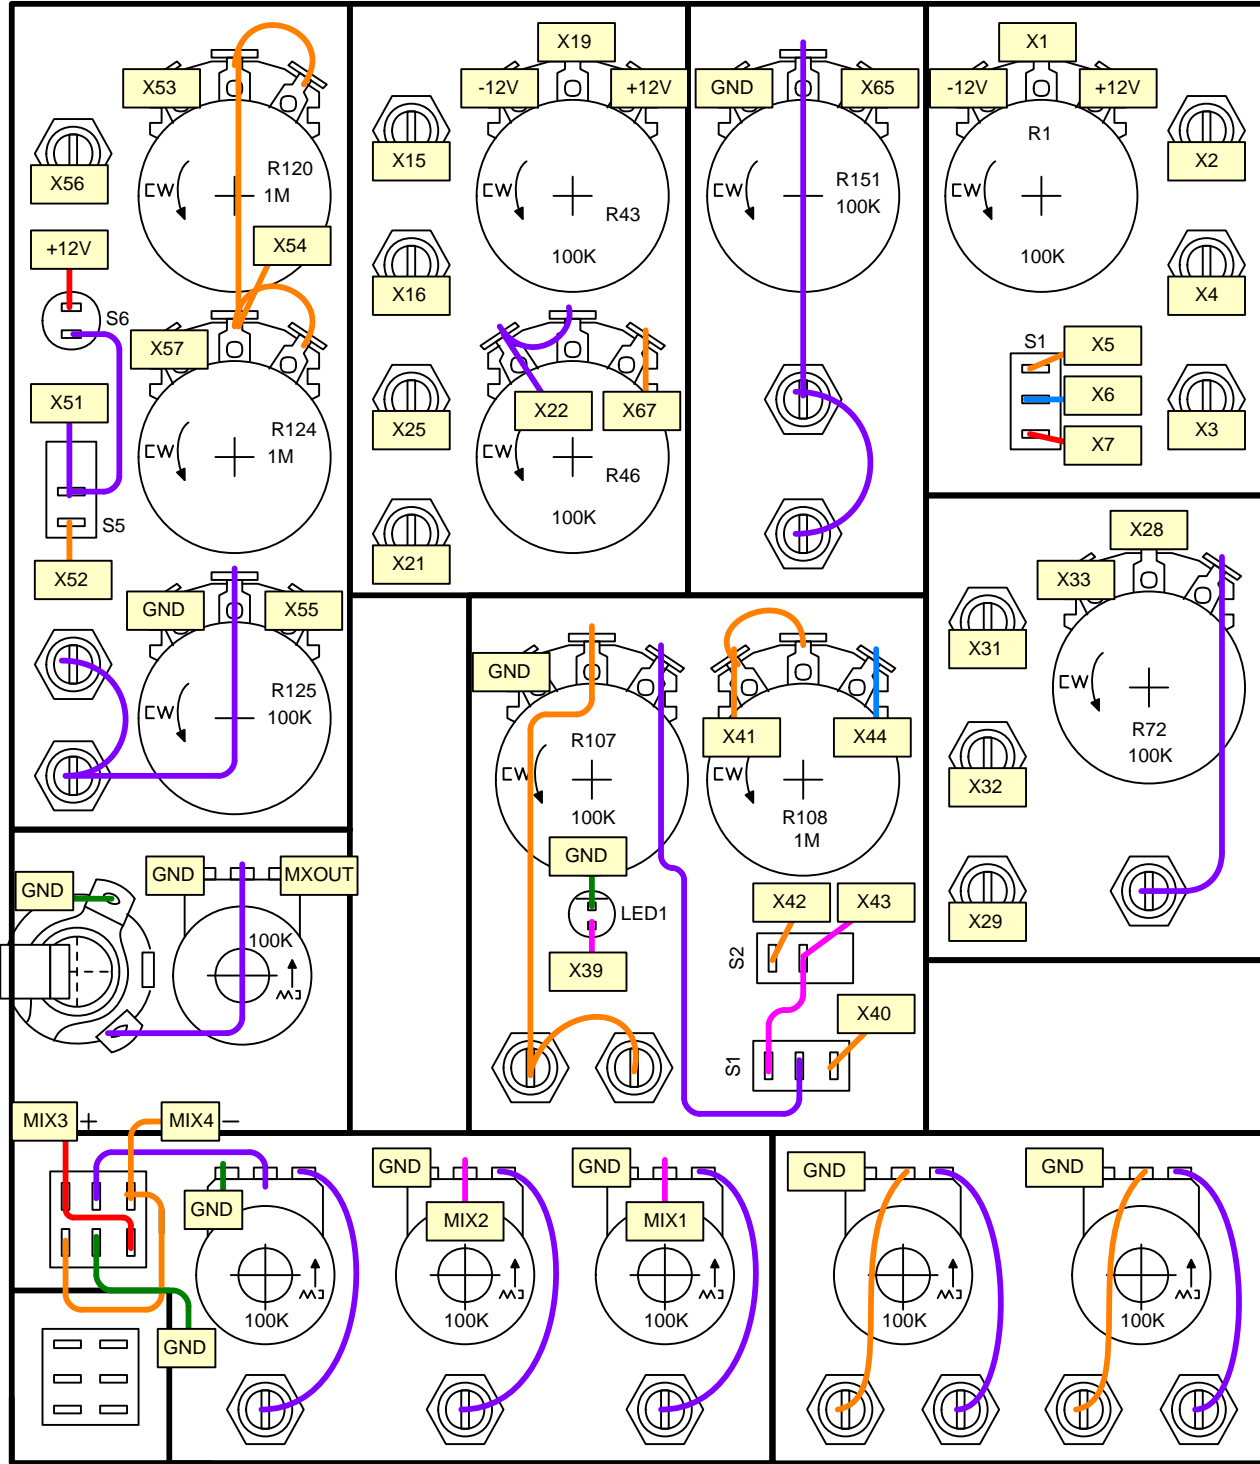 X53
X56
CW
R120
1M
+12V
X54
S6
X57
X51
CW
R124
1M
S5
X52
GND
X55
CW
R125
100K
X19
-12V
+12V
X15
CW
R43
100K
X16
X22
X67
X25
CW
R46
100K
X21
GND
X65
CW
R151
100K
X1
-12V
+12V
R1
X2
CW
100K
X4
S1
X5
X6
X3
X7
X28
X33
X31
CW
R72
100K
X32
X29
GND
R107
CW
100K
GND
LED1
X39
X41
X44
CW
R108
1M
X42
X43
S2
X40
S1
GND
GND
MXOUT
100K
CW
MIX3 +
MIX4 −
GND
CW
100K
GND
GND
MIX2
CW
100K
GND
MIX1
CW
100K
GND
CW
100K
GND
CW
100K